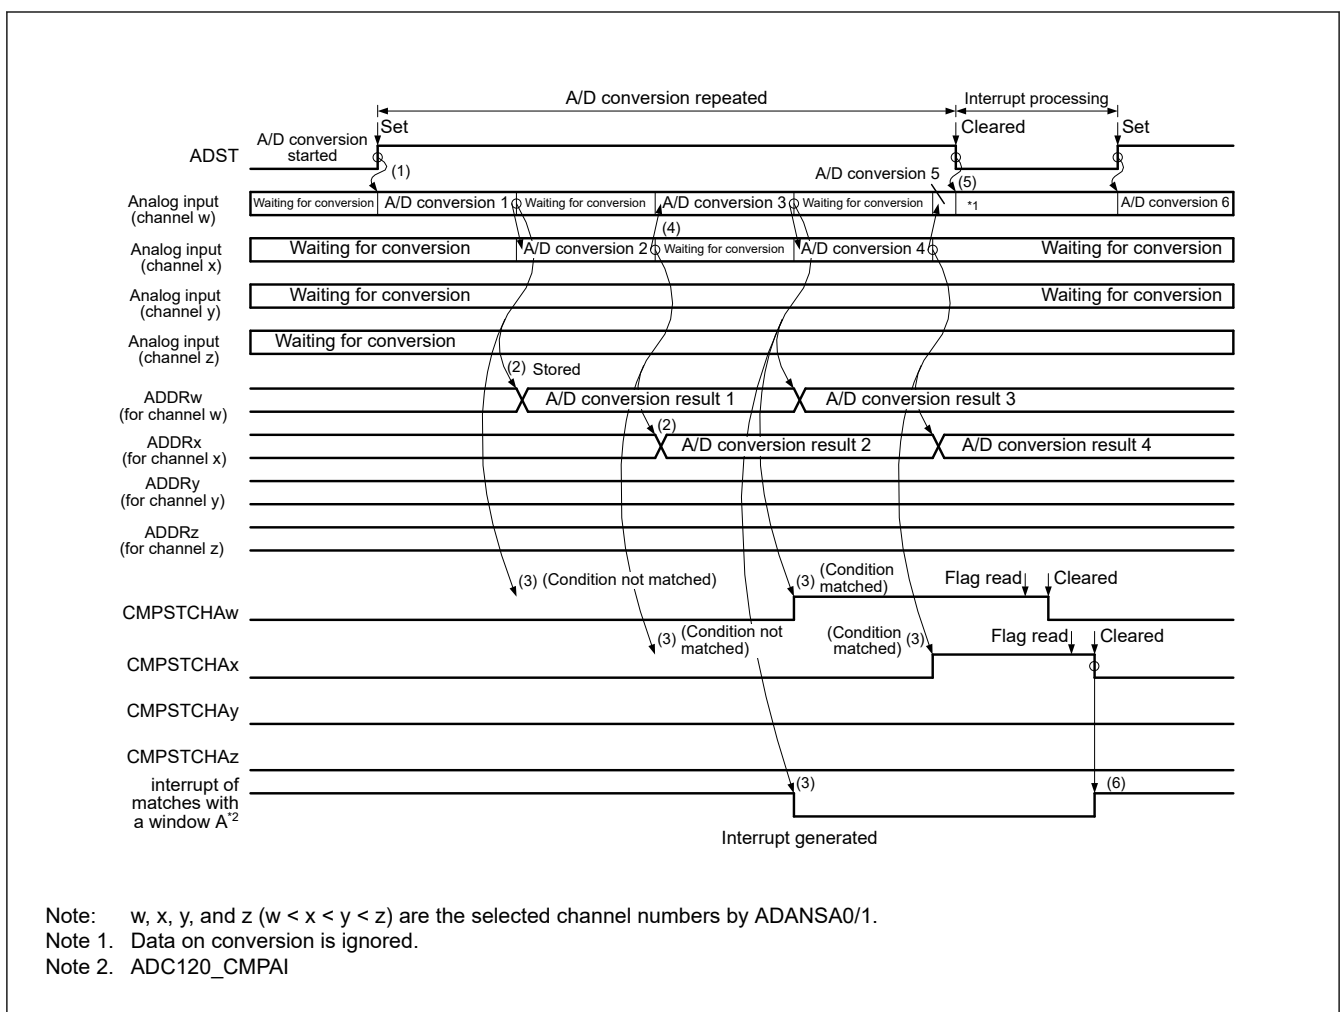 A/D conversion repeated
Interrupt processing
Set
Cleared
Set
ADST
A/D conversion
started
(1)
A/D conversion 5
(5)
Analog input
(channel w)
Waiting for conversion
A/D conversion 1
Waiting for conversion
A/D conversion 3
Waiting for conversion
*1
A/D conversion 6
(4)
Analog input
(channel x)
Waiting for conversion
A/D conversion 2
Waiting for conversion
A/D conversion 4
Waiting for conversion
Analog input
(channel y)
Waiting for conversion
Waiting for conversion
Analog input
(channel z)
Waiting for conversion
(2) Stored
ADDRw
(for channel w)
A/D conversion result 1
A/D conversion result 3
(2)
ADDRx
(for channel x)
A/D conversion result 2
A/D conversion result 4
ADDRy
(for channel y)
ADDRz
(for channel z)
(3) (Condition not matched)
(3) (Condition
matched)
Flag read
Cleared
CMPSTCHAw
(3) (Condition not
matched)
(Condition (3)
matched)
Flag read
Cleared
CMPSTCHAx
CMPSTCHAy
CMPSTCHAz
interrupt of
matches with
a window A*2
(3)
(6)
Interrupt generated
Note: w, x, y, and z (w < x < y < z) are the selected channel numbers by ADANSA0/1.
Note 1. Data on conversion is ignored.
Note 2. ADC120_CMPAI